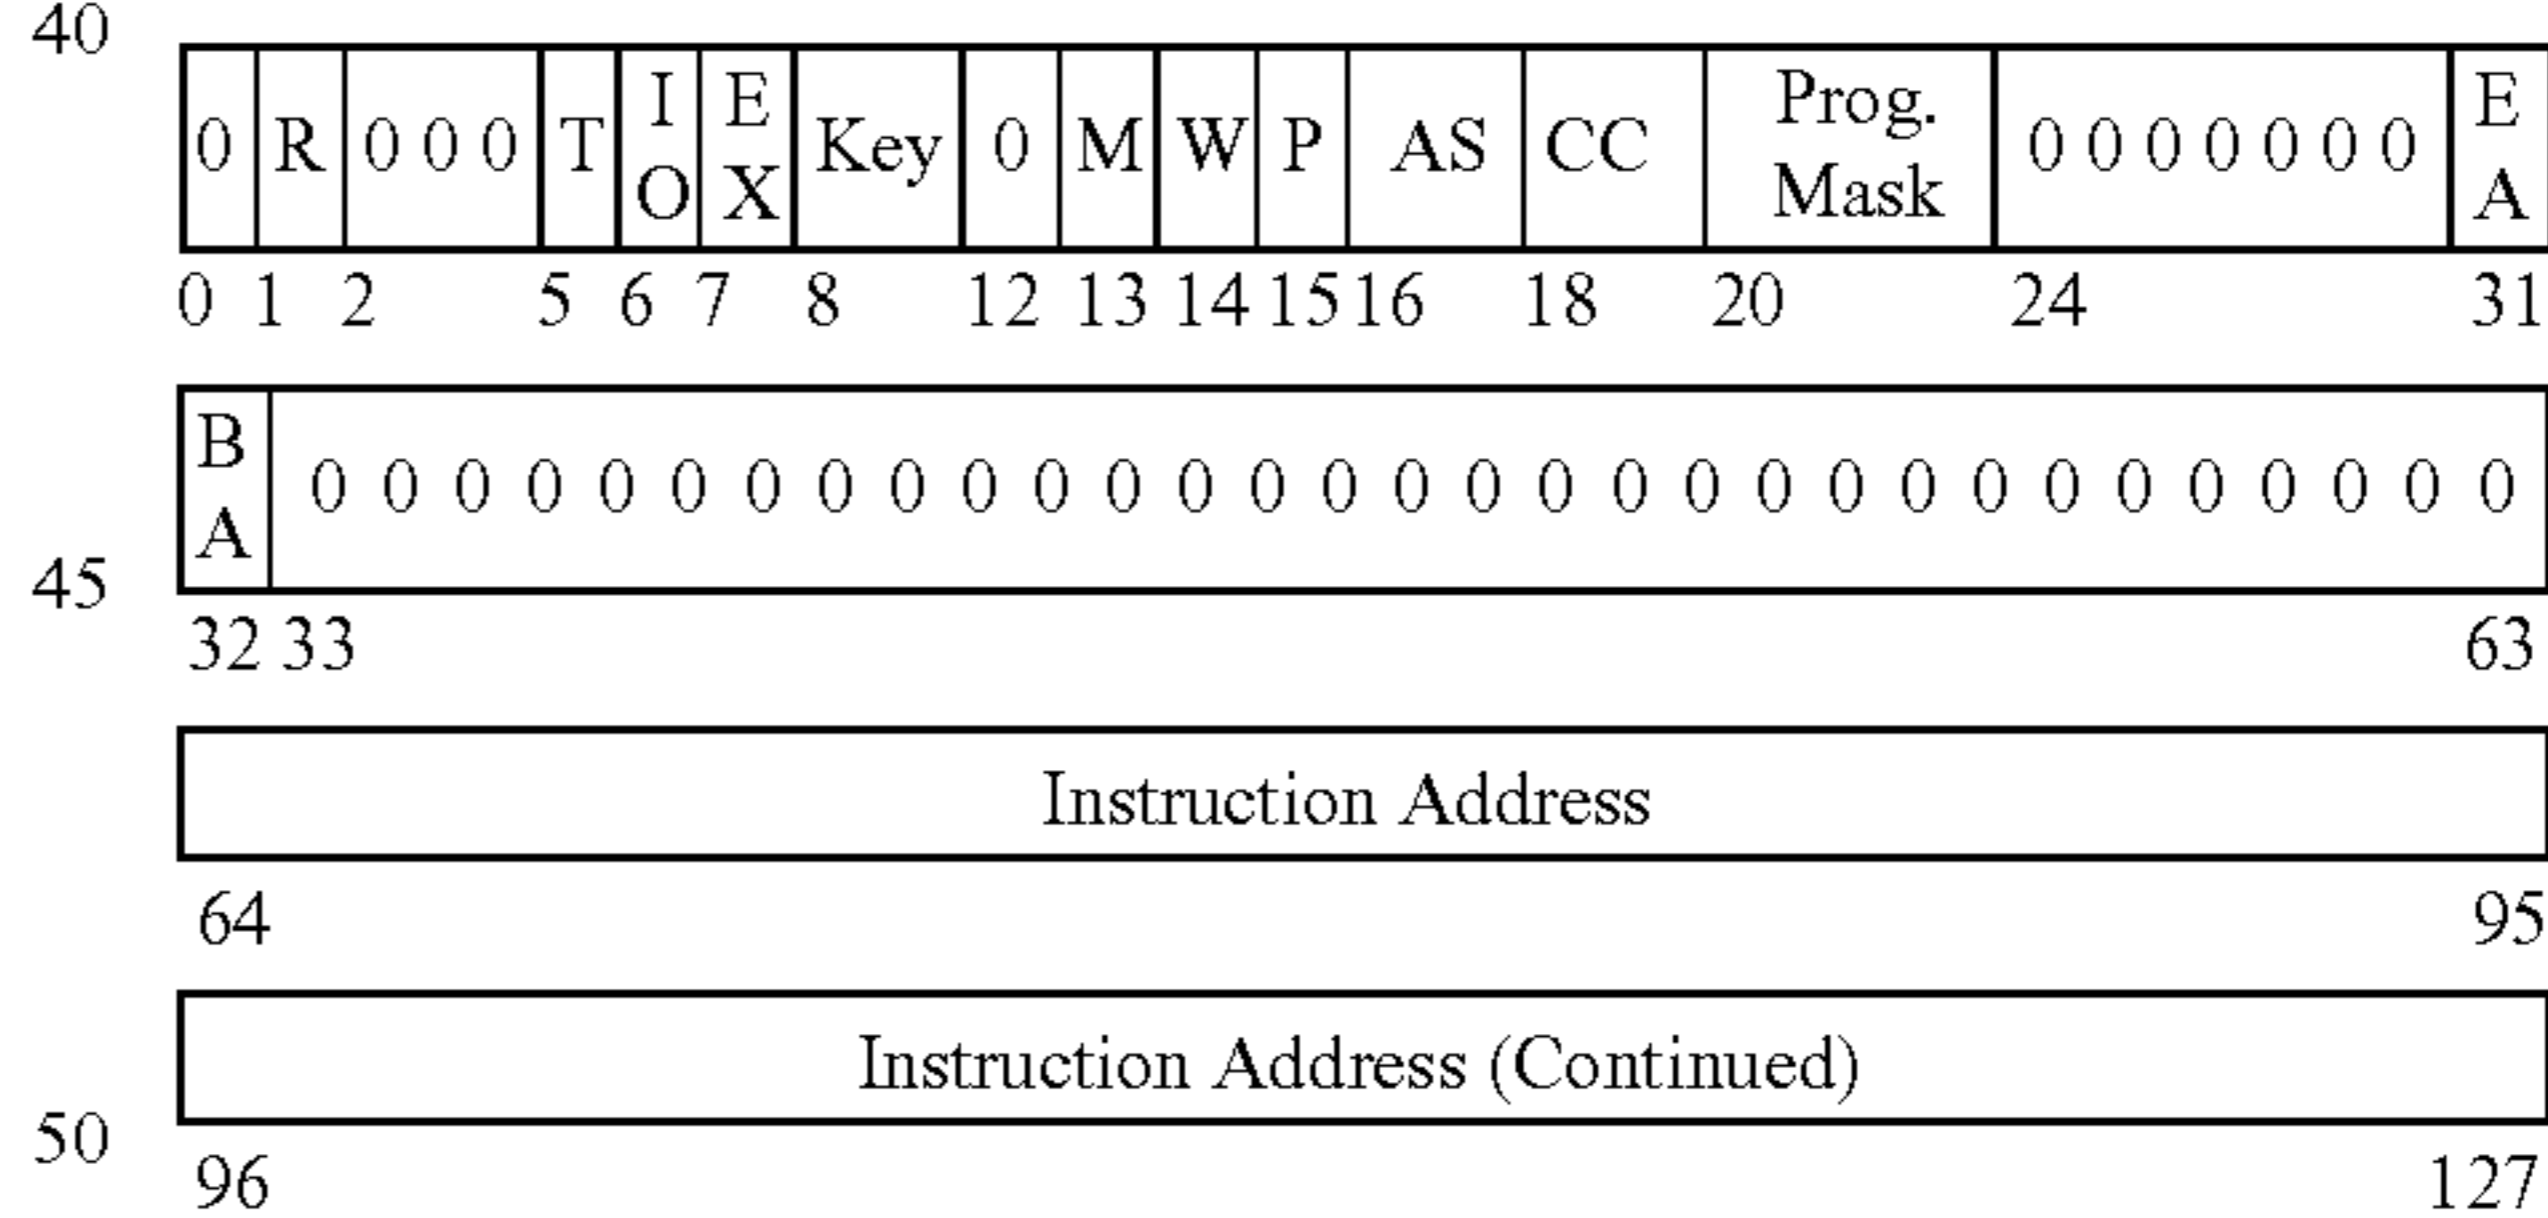 40
0 R 0 0 0 T I O E X Key 0 M W P AS CC Prog. Mask 0 0 0 0 0 0 0 E A
0 1 2 5 6 7 8 12 13 14 15 16 18 20 24 31
B A 0 0 0 0 0 0 0 0 0 0 0 0 0 0 0 0 0 0 0 0 0 0 0 0 0 0 0 0 0 0 0
45
32 33 63
Instruction Address
64 95
Instruction Address (Continued)
50
96 127